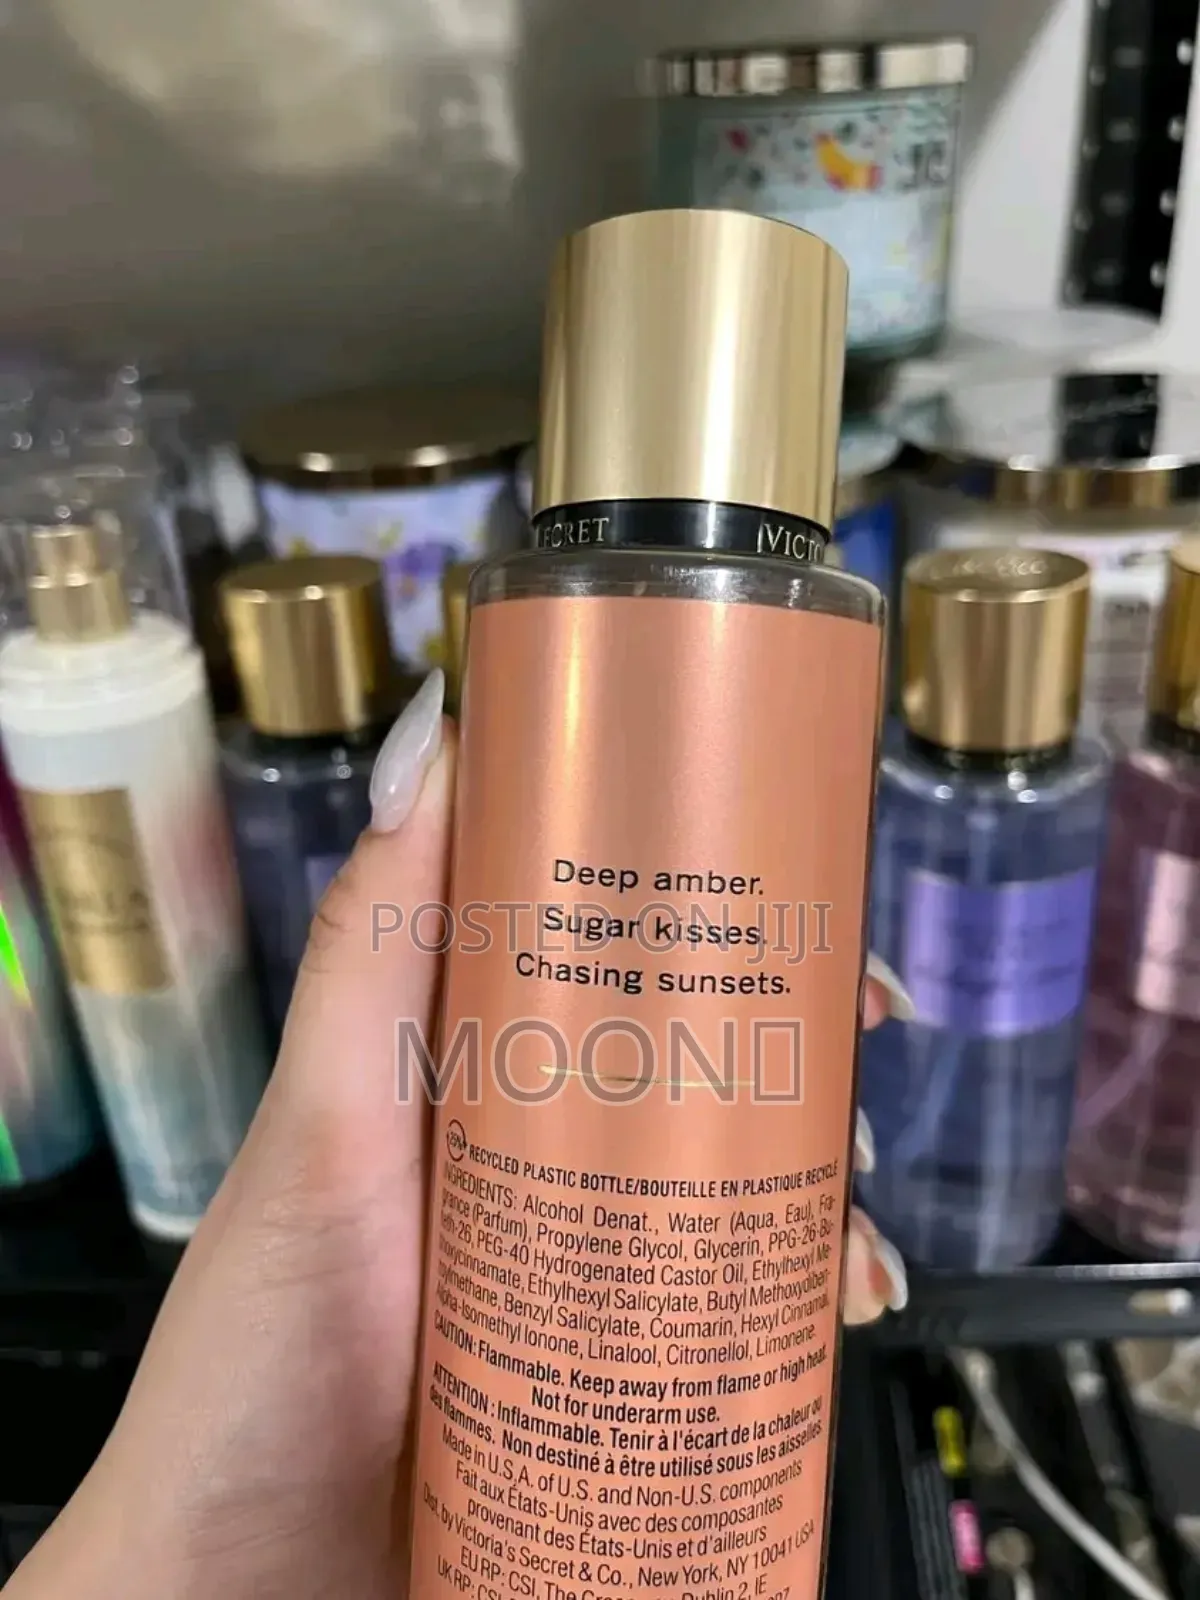 ECRET VICTO
Deep amber.
POSTED ON JIJI
Sugar kisses.
Chasing sunsets.
MOON
25% RECYCLED PLASTIC BOTTLE/BOUTEILLE EN PLASTIQUE RECYCLÉ
INGREDIENTS: Alcohol Denat., Water (Aqua, Eau), Fra-
grance (Parfum), Propylene Glycol, Glycerin, PPG-26-Bu-
teth-26, PEG-40 Hydrogenated Castor Oil, Ethylhexyl Me-
thoxycinnamate, Ethylhexyl Salicylate, Butyl Methoxydiben-
zoylmethane, Benzyl Salicylate, Coumarin, Hexyl Cinnamal,
Alpha-Isomethyl Ionone, Linalool, Citronellol, Limonene.
CAUTION: Flammable. Keep away from flame or high heat.
Not for underarm use.
ATTENTION : Inflammable. Tenir à l'écart de la chaleur ou
des flammes. Non destiné à être utilisé sous les aisselles.
Made in U.S.A. of U.S. and Non-U.S. components
Fait aux États-Unis avec des composantes
provenant des États-Unis et d'ailleurs
Dist. by Victoria's Secret & Co., New York, NY 10041 USA
EU RP: CSI, The Dublin 2, IE
UK RP: